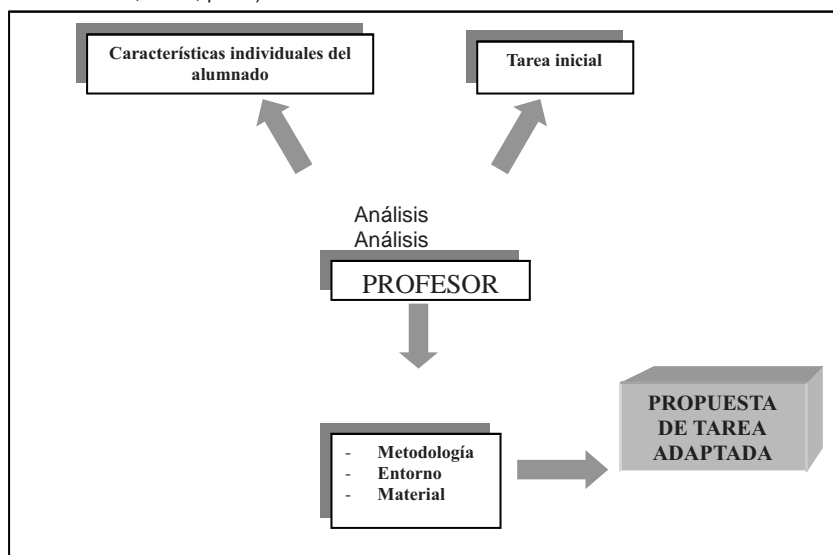 Características individuales del
alumnado
Tarea inicial
Análisis
Análisis
PROFESOR
- Metodología
- Entorno
- Material
PROPUESTA
DE TAREA
ADAPTADA